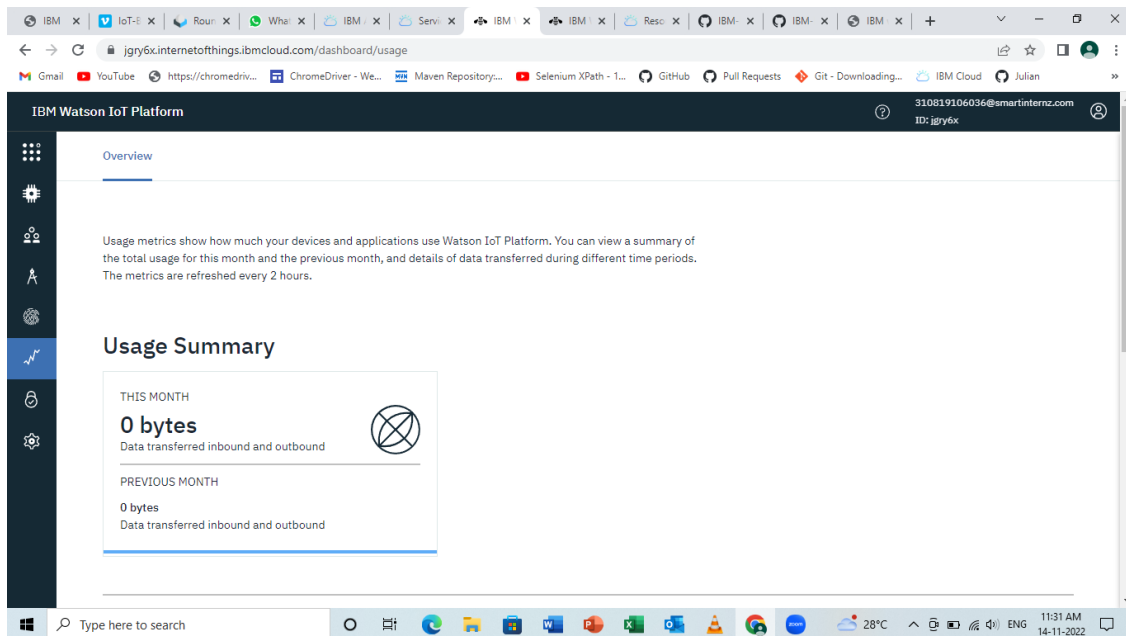 IBM
IoT-E
Roun
What
IBM
Servi
IBM
IBM
Reso
IBM-
IBM-
IBM
jgry6x.internetofthings.ibmcloud.com/dashboard/usage
Gmail
YouTube
https://chromedriv...
ChromeDriver - We...
Maven Repository:...
Selenium XPath - 1...
GitHub
Pull Requests
Git - Downloading...
IBM Cloud
Julian
»
IBM Watson IoT Platform
310819106036@smartinternz.com
ID: jgry6x
Overview
Usage metrics show how much your devices and applications use Watson IoT Platform. You can view a summary of
the total usage for this month and the previous month, and details of data transferred during different time periods.
The metrics are refreshed every 2 hours.
Usage Summary
THIS MONTH
0 bytes
Data transferred inbound and outbound
PREVIOUS MONTH
0 bytes
Data transferred inbound and outbound
Type here to search
zoom
28°C
ENG
11:31 AM
14-11-2022